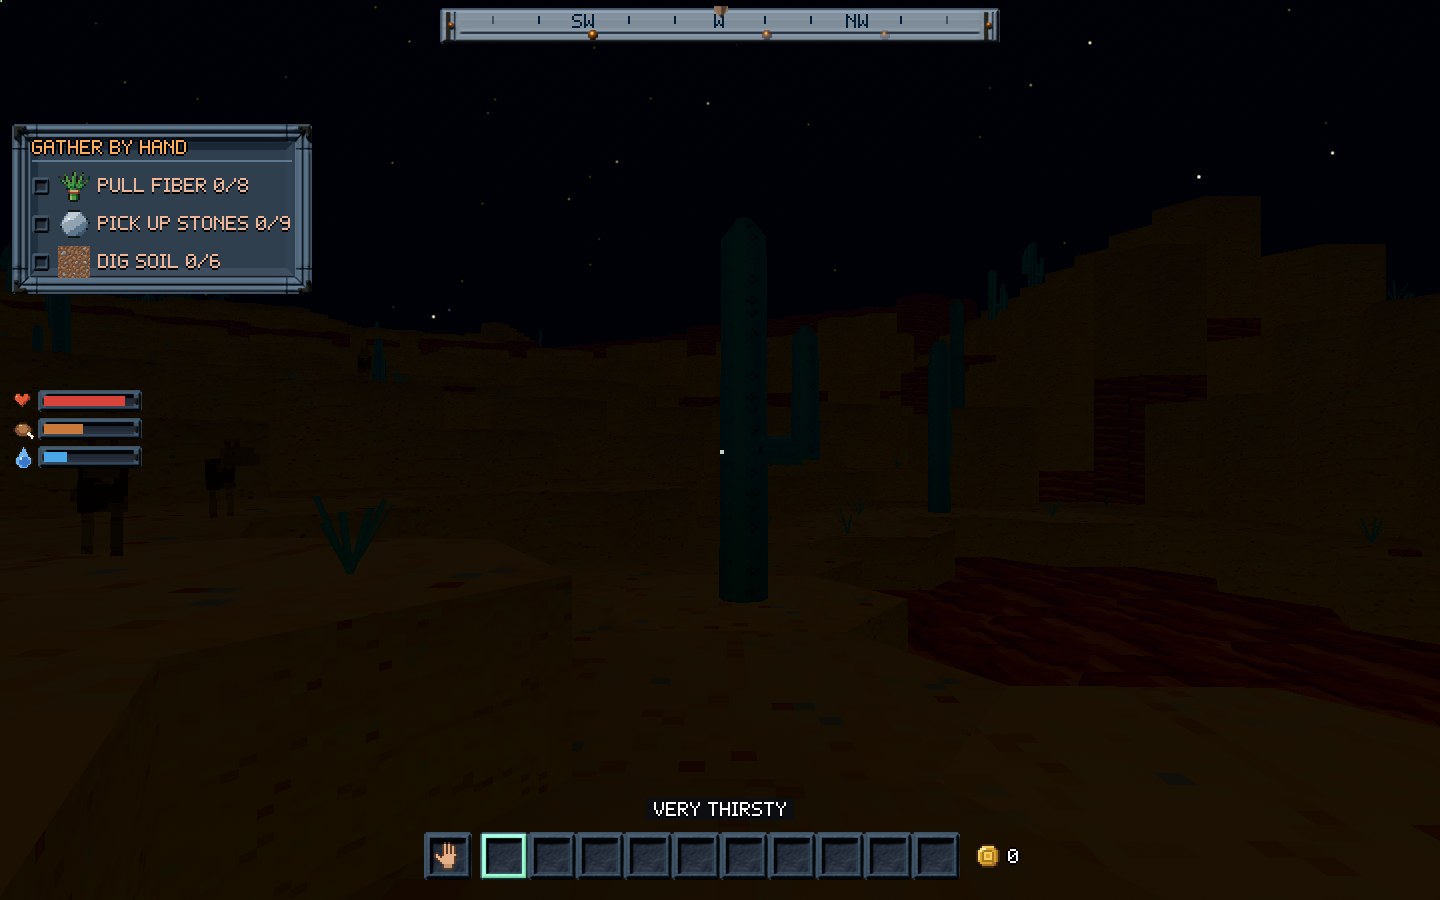 SW W NW
GATHER BY HAND
PULL FIBER 0/8
PICK UP STONES 0/9
DIG SOIL 0/6
VERY THIRSTY
0